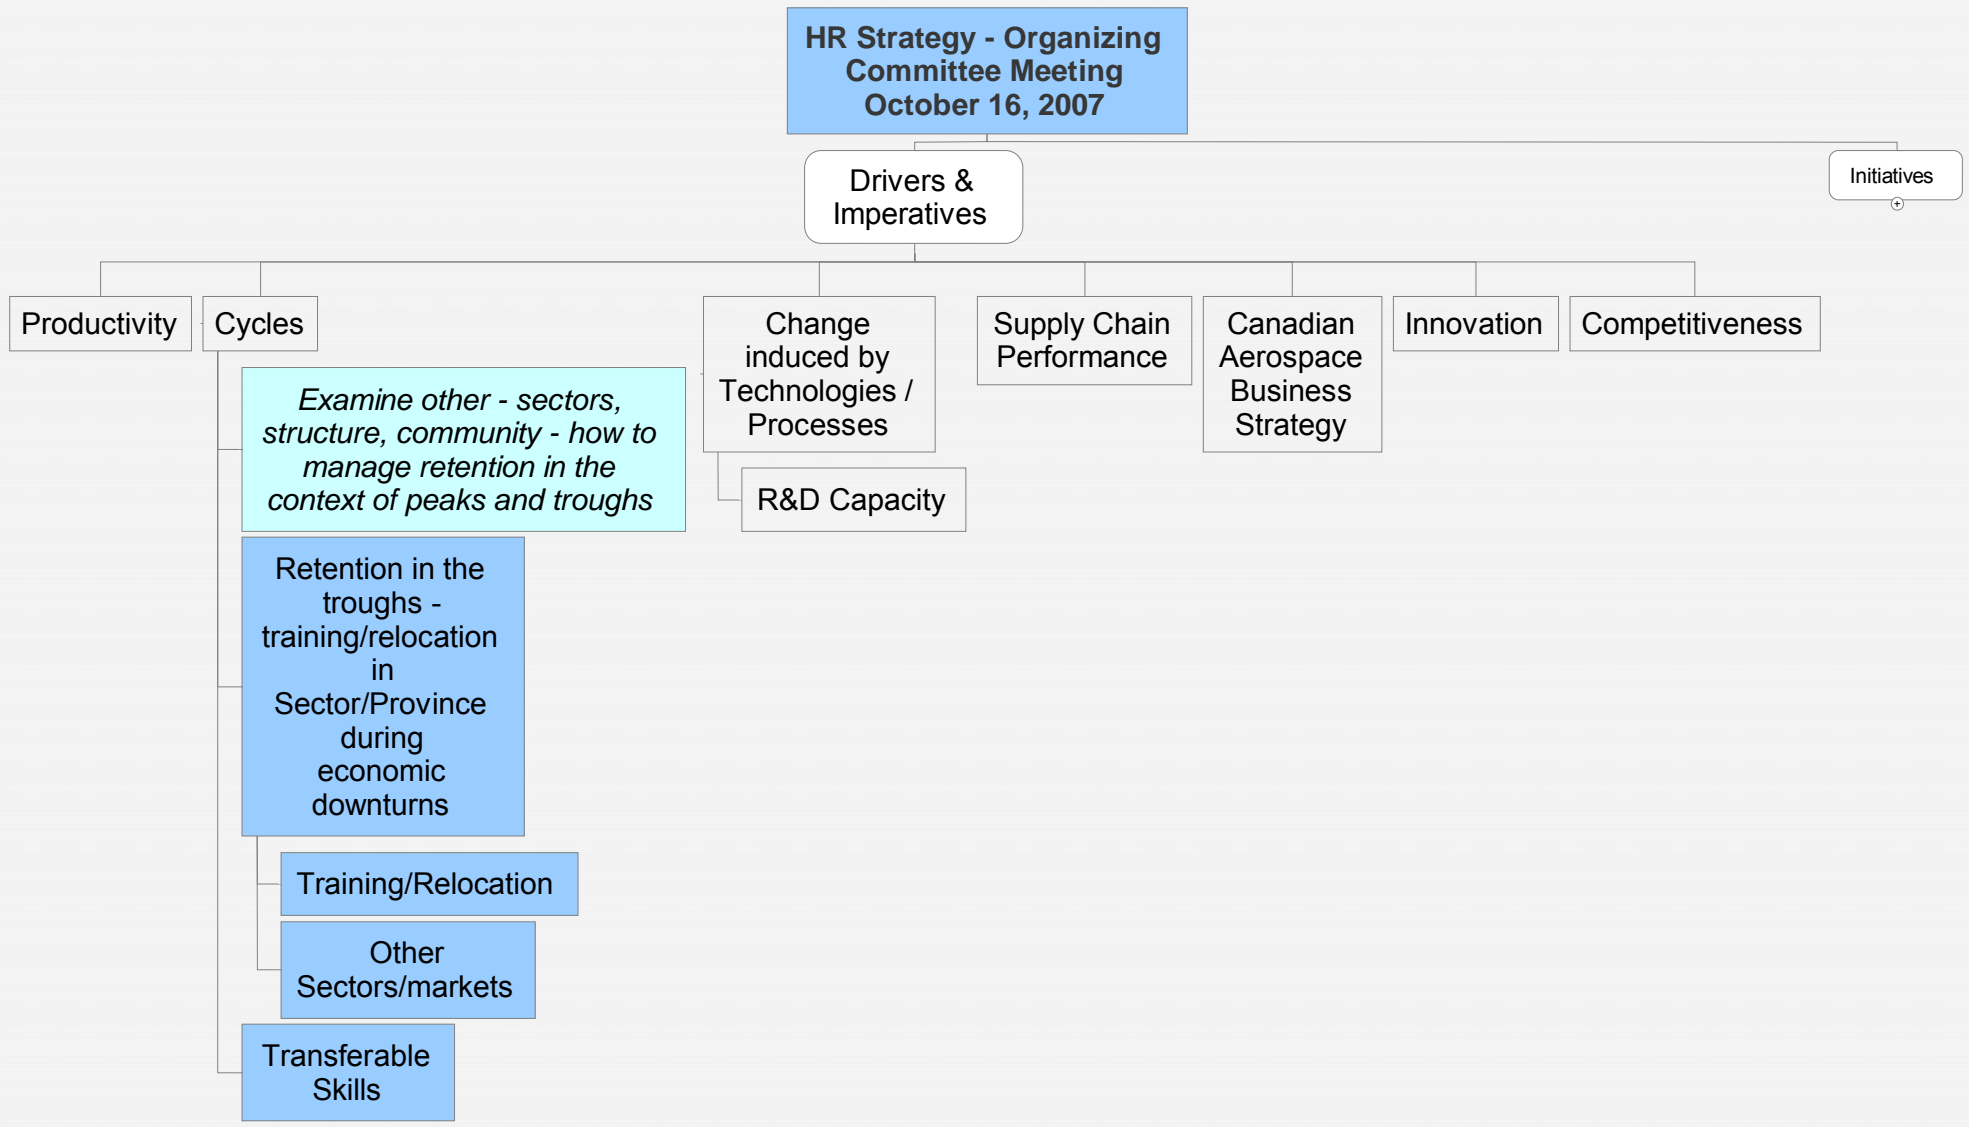 HR Strategy - Organizing
Committee Meeting
October 16, 2007
Drivers &
Imperatives
Initiatives
Productivity
Cycles
Examine other - sectors,
structure, community - how to
manage retention in the
context of peaks and troughs
Retention in the
troughs -
training/relocation
in
Sector/Province
during
economic
downturns
Training/Relocation
Other
Sectors/markets
Transferable
Skills
Change
induced by
Technologies /
Processes
R&D Capacity
Supply Chain
Performance
Canadian
Aerospace
Business
Strategy
Innovation
Competitiveness